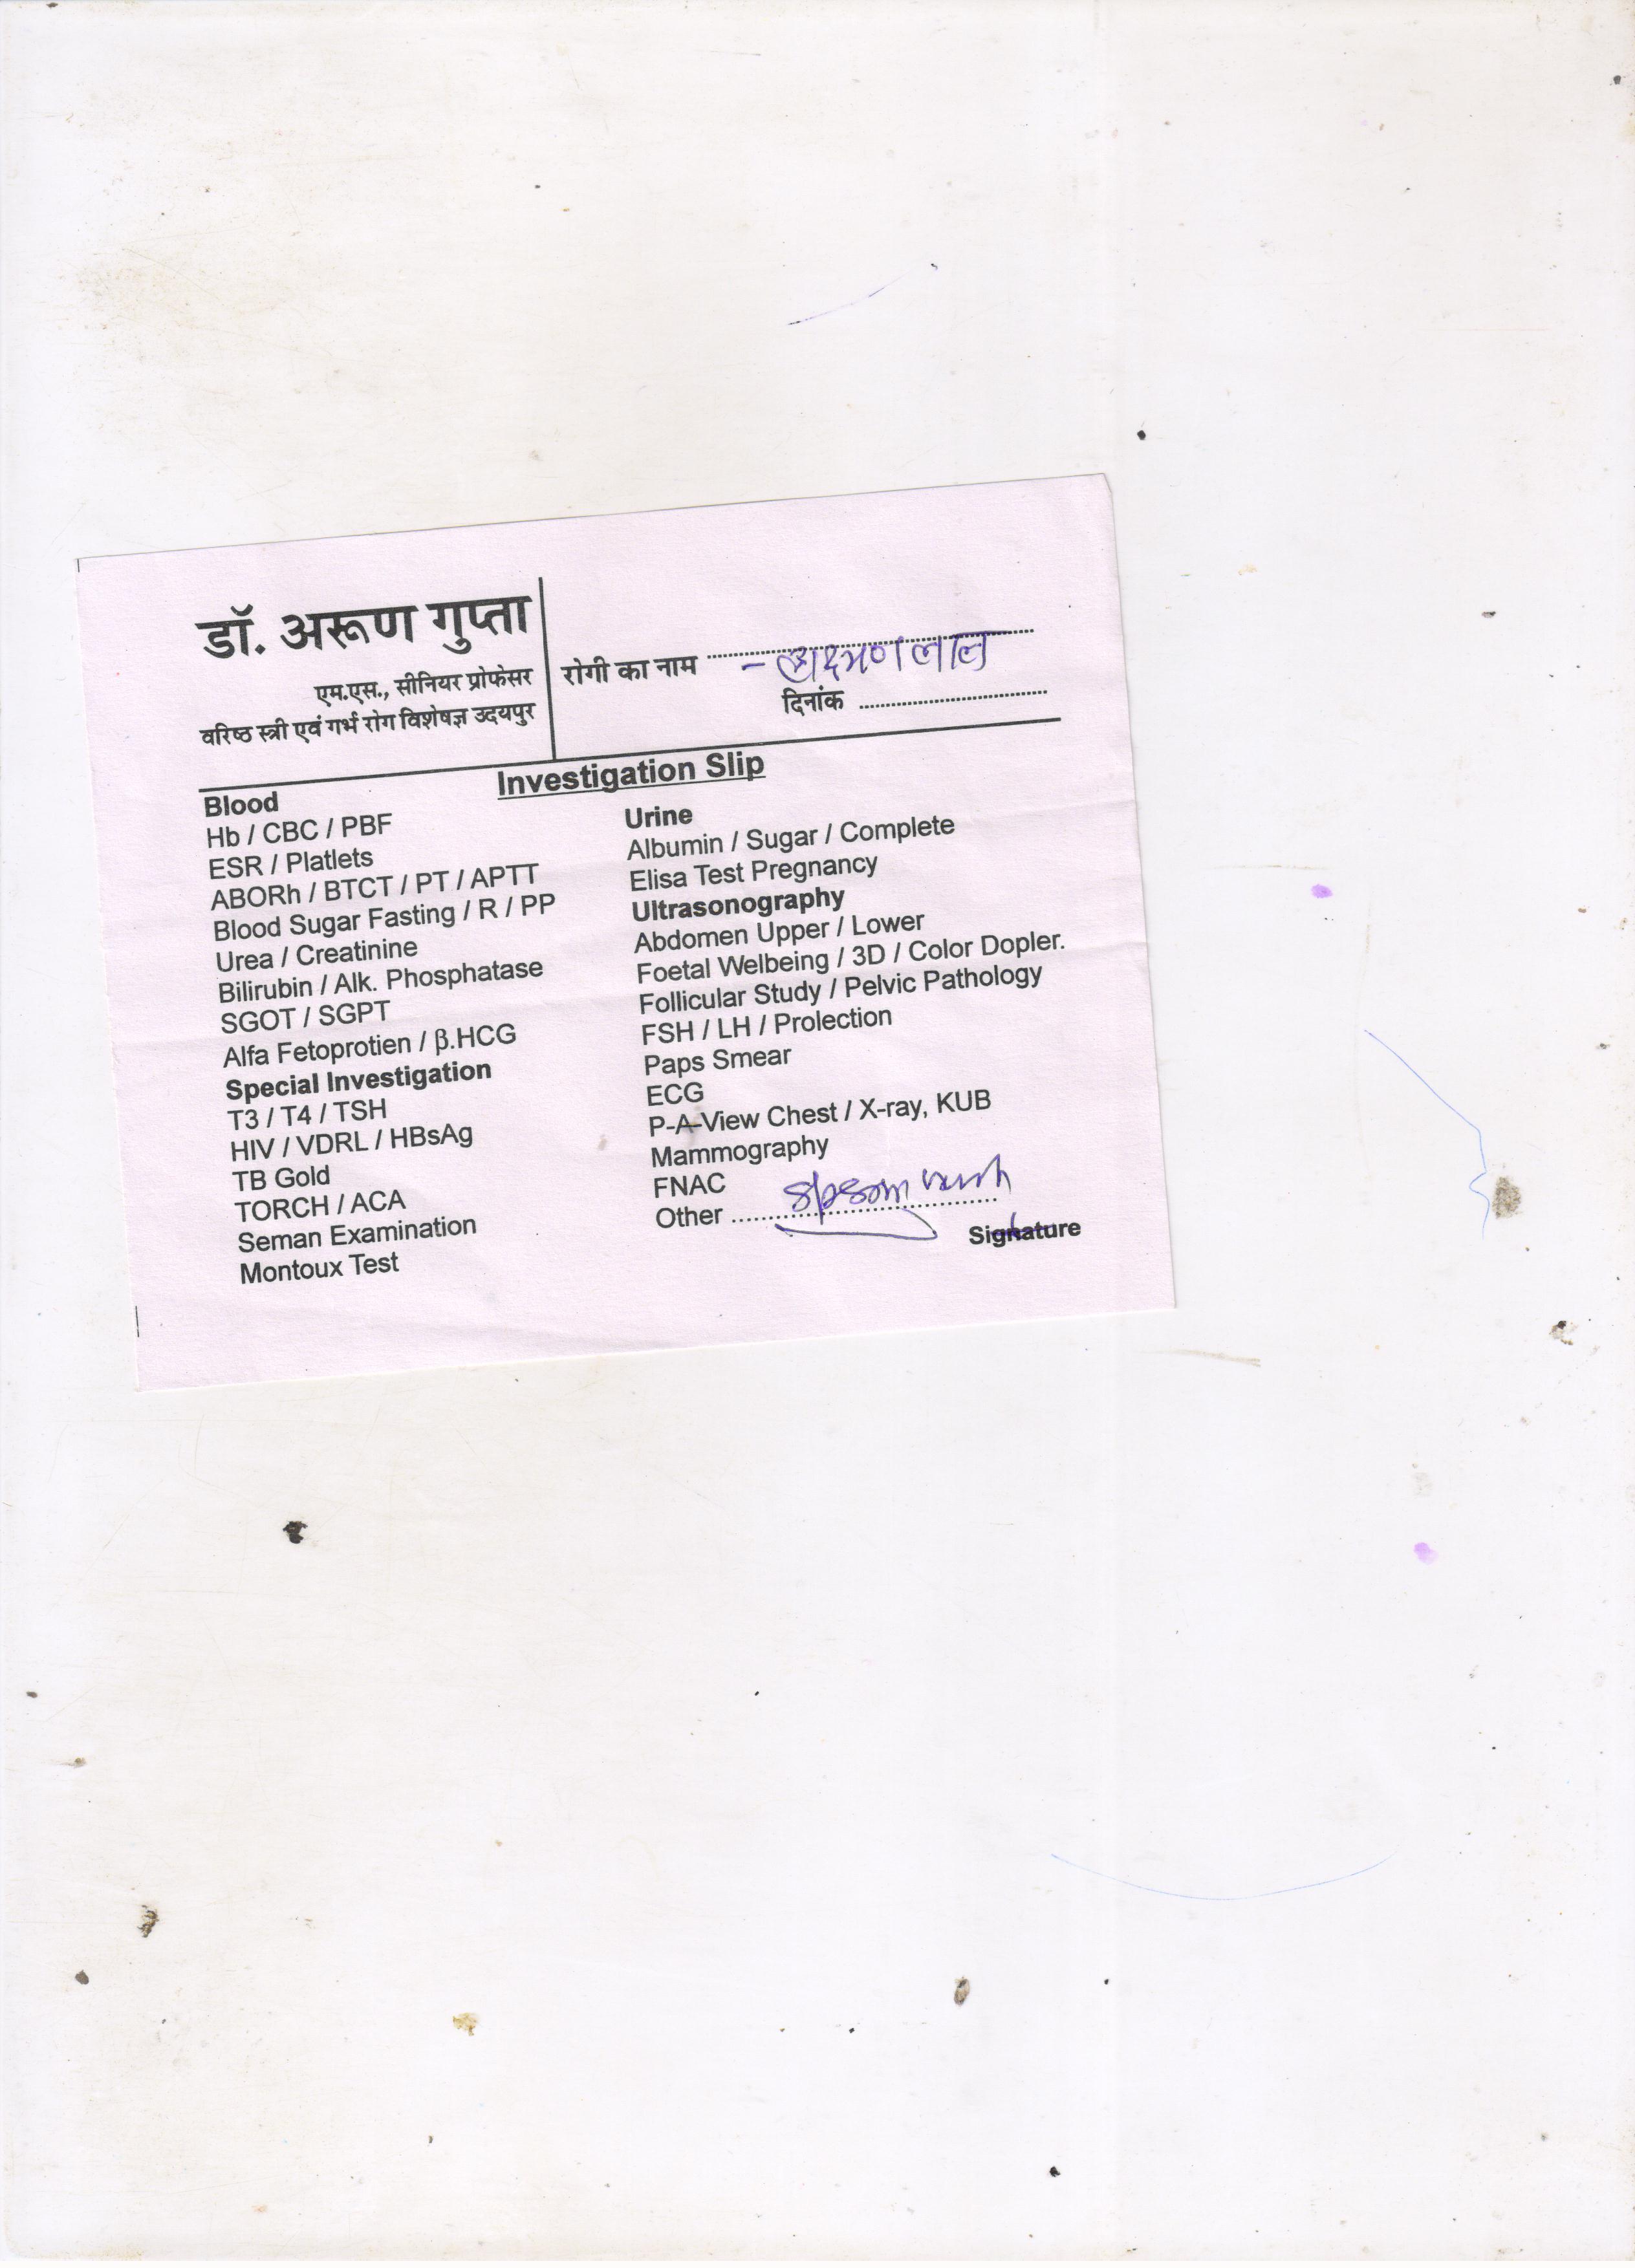 डॉ. अरूण गुप्ता
एम.एस., सीनियर प्रोफेसर
वरिष्ठ स्त्री एवं गर्भ रोग विशेषज्ञ उदयपुर
रोगी का नाम - लक्ष्मण लाल
दिनांक
Investigation Slip
Blood
Hb / CBC / PBF
ESR / Platlets
ABORh / BTCT / PT / APTT
Blood Sugar Fasting / R / PP
Urea / Creatinine
Bilirubin / Alk. Phosphatase
SGOT / SGPT
Alfa Fetoprotien / β.HCG
Special Investigation
T3 / T4 / TSH
HIV / VDRL / HBsAg
TB Gold
TORCH / ACA
Seman Examination
Montoux Test
Urine
Albumin / Sugar / Complete
Elisa Test Pregnancy
Ultrasonography
Abdomen Upper / Lower
Foetal Welbeing / 3D / Color Dopler.
Follicular Study / Pelvic Pathology
FSH / LH / Prolection
Paps Smear
ECG
P-A-View Chest / X-ray, KUB
Mammography
FNAC
Other
Signature